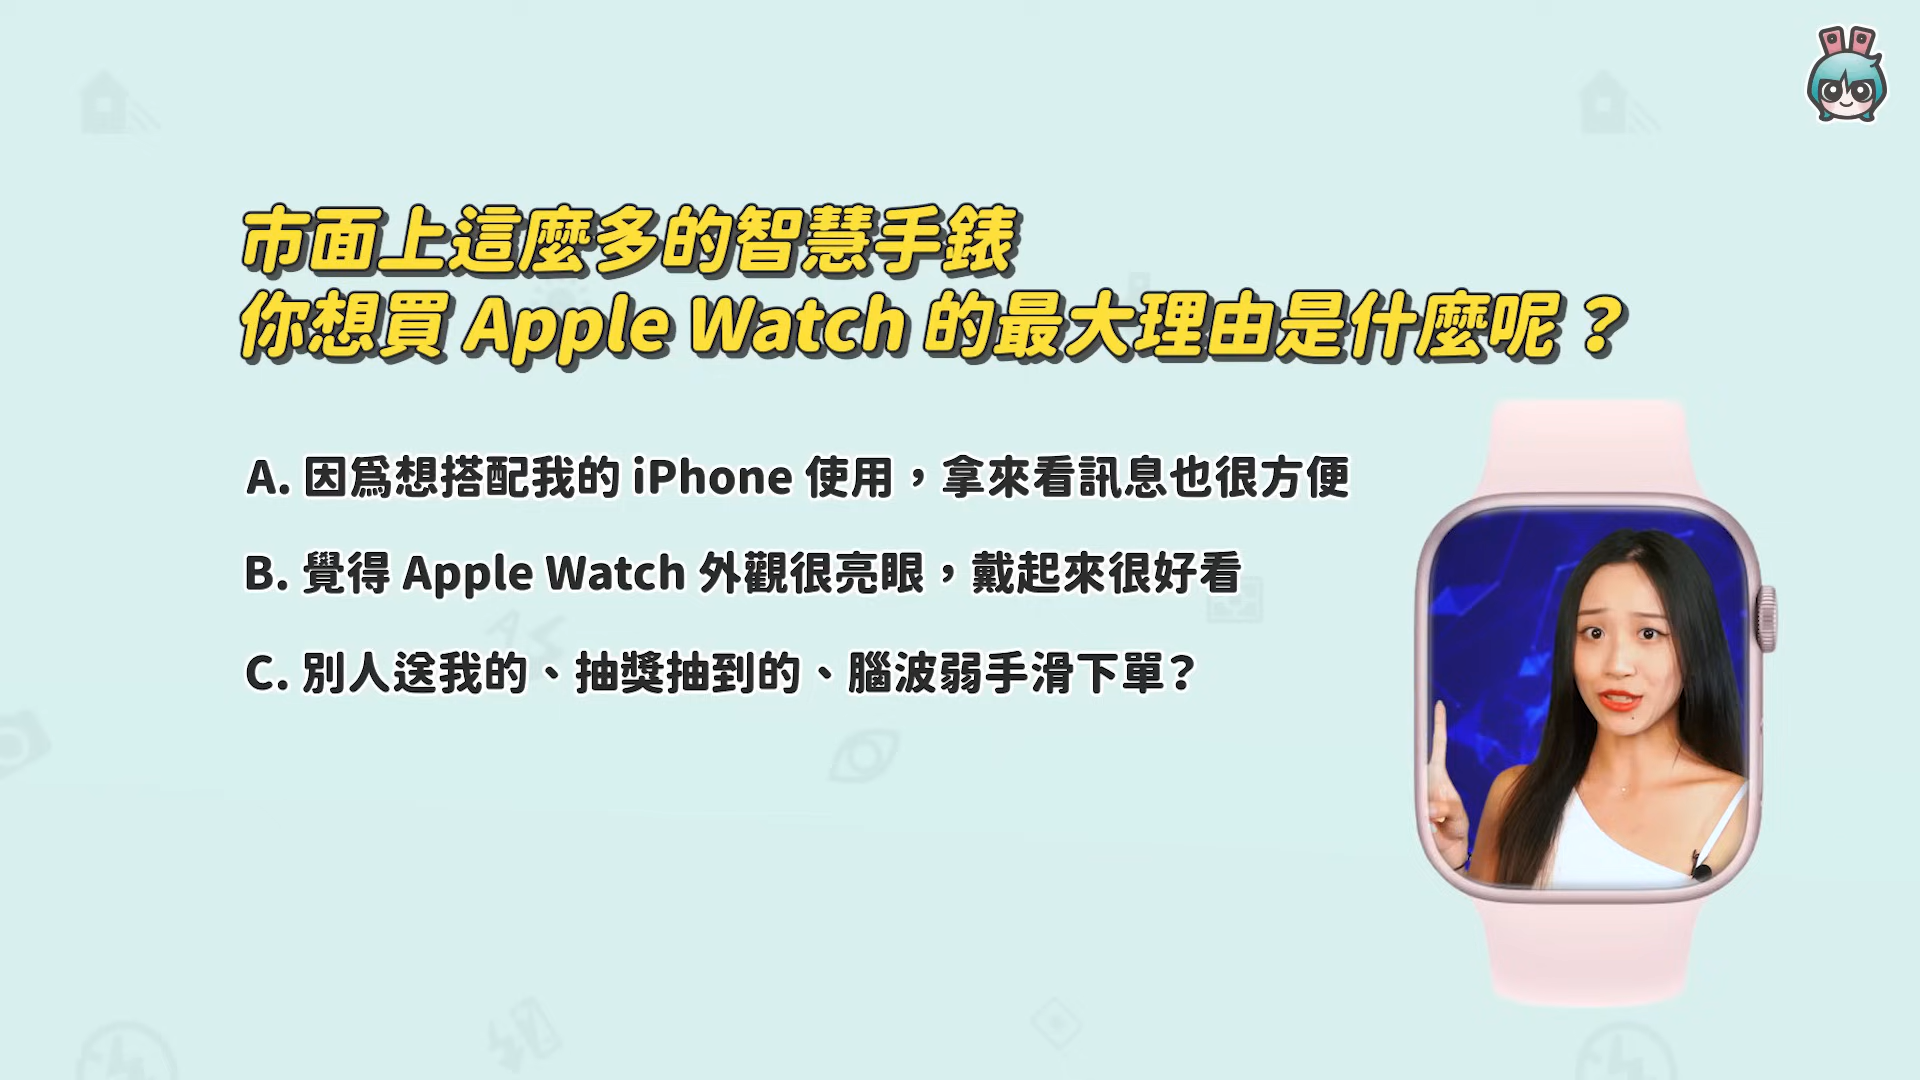 市面上這麼多的智慧手錶
你想買 Apple Watch 的最大理由是什麼呢？
A. 因為想搭配我的 iPhone 使用，拿來看訊息也很方便
B. 覺得 Apple Watch 外觀很亮眼，戴起來很好看
C. 別人送我的、抽獎抽到的、腦波弱手滑下單？